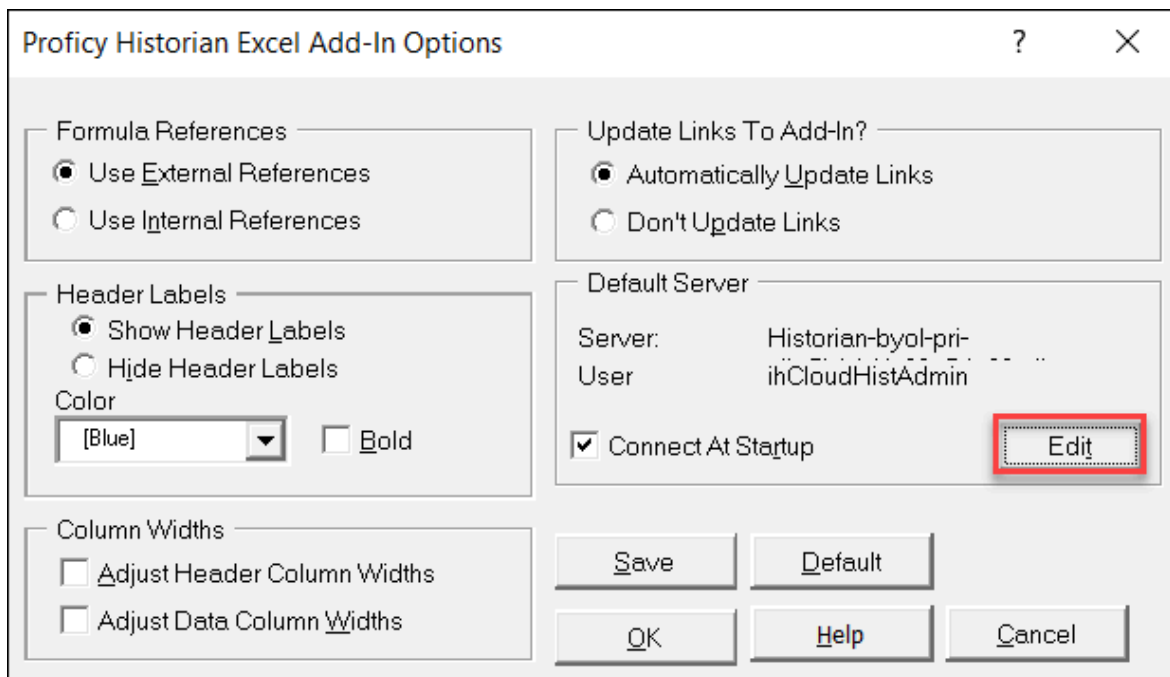 Proficy Historian Excel Add-In Options
?
Formula References
Use External References
Use Internal References
Update Links To Add-In?
Automatically Update Links
Don't Update Links
Header Labels
Show Header Labels
Hide Header Labels
Color
[Blue]
Bold
Default Server
Server: Historian-byol-pri-
User ihCloudHistAdmin
Connect At Startup
Edit
Column Widths
Adjust Header Column Widths
Adjust Data Column Widths
Save
Default
OK
Help
Cancel